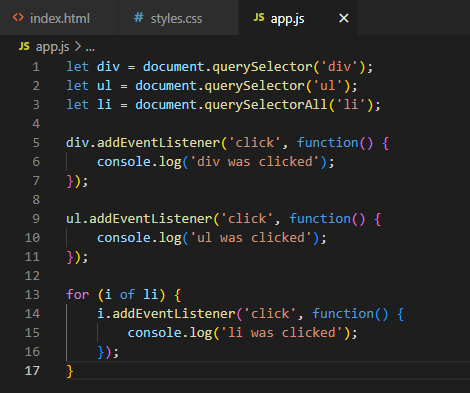 <> index.html # styles.css JS app.js ×
JS app.js > ...
1 let div = document.querySelector('div');
2 let ul = document.querySelector('ul');
3 let li = document.querySelectorAll('li');
4
5 div.addEventListener('click', function() {
6     console.log('div was clicked');
7 });
8
9 ul.addEventListener('click', function() {
10     console.log('ul was clicked');
11 });
12
13 for (i of li) {
14     i.addEventListener('click', function() {
15         console.log('li was clicked');
16     });
17 }